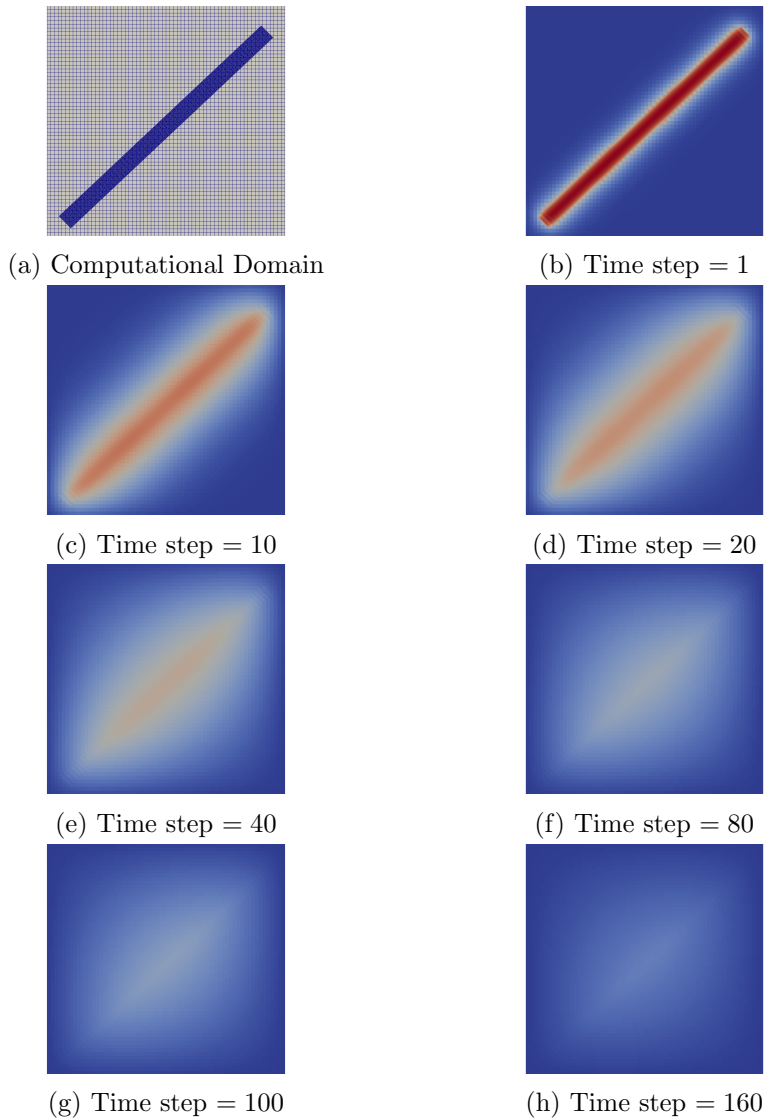 (a) Computational Domain
(b) Time step = 1
(c) Time step = 10
(d) Time step = 20
(e) Time step = 40
(f) Time step = 80
(g) Time step = 100
(h) Time step = 160